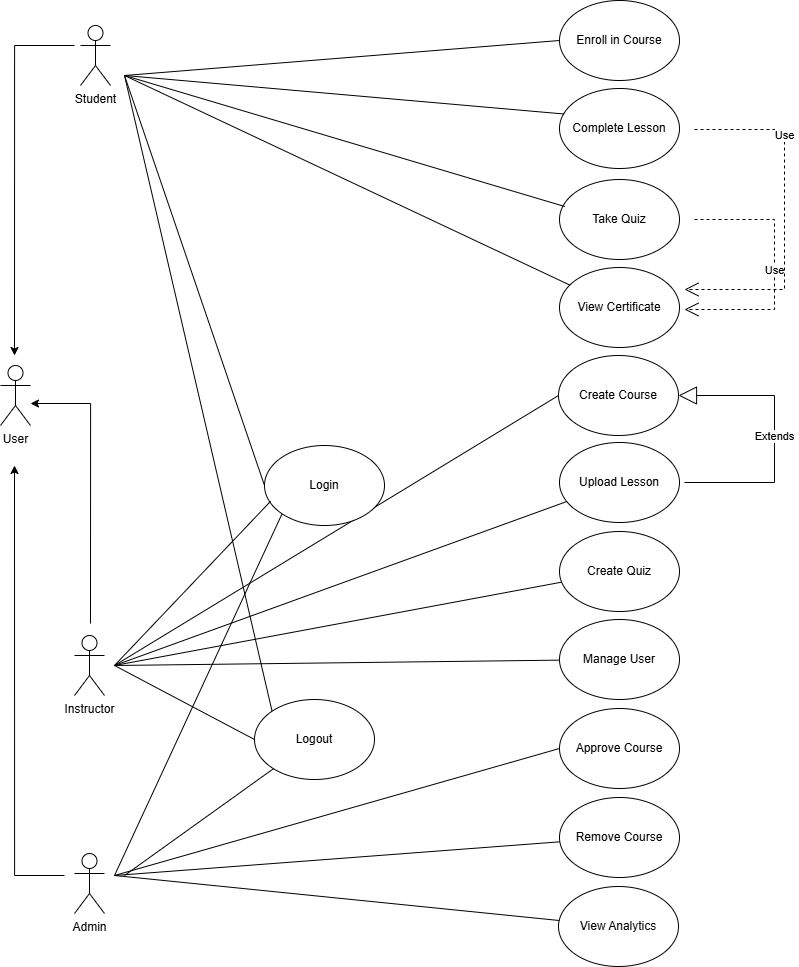 Enroll in Course
Student
Complete Lesson
Use
Take Quiz
Use
View Certificate
Create Course
User
Extends
Login
Upload Lesson
Create Quiz
Manage User
Instructor
Logout
Approve Course
Remove Course
Admin
View Analytics